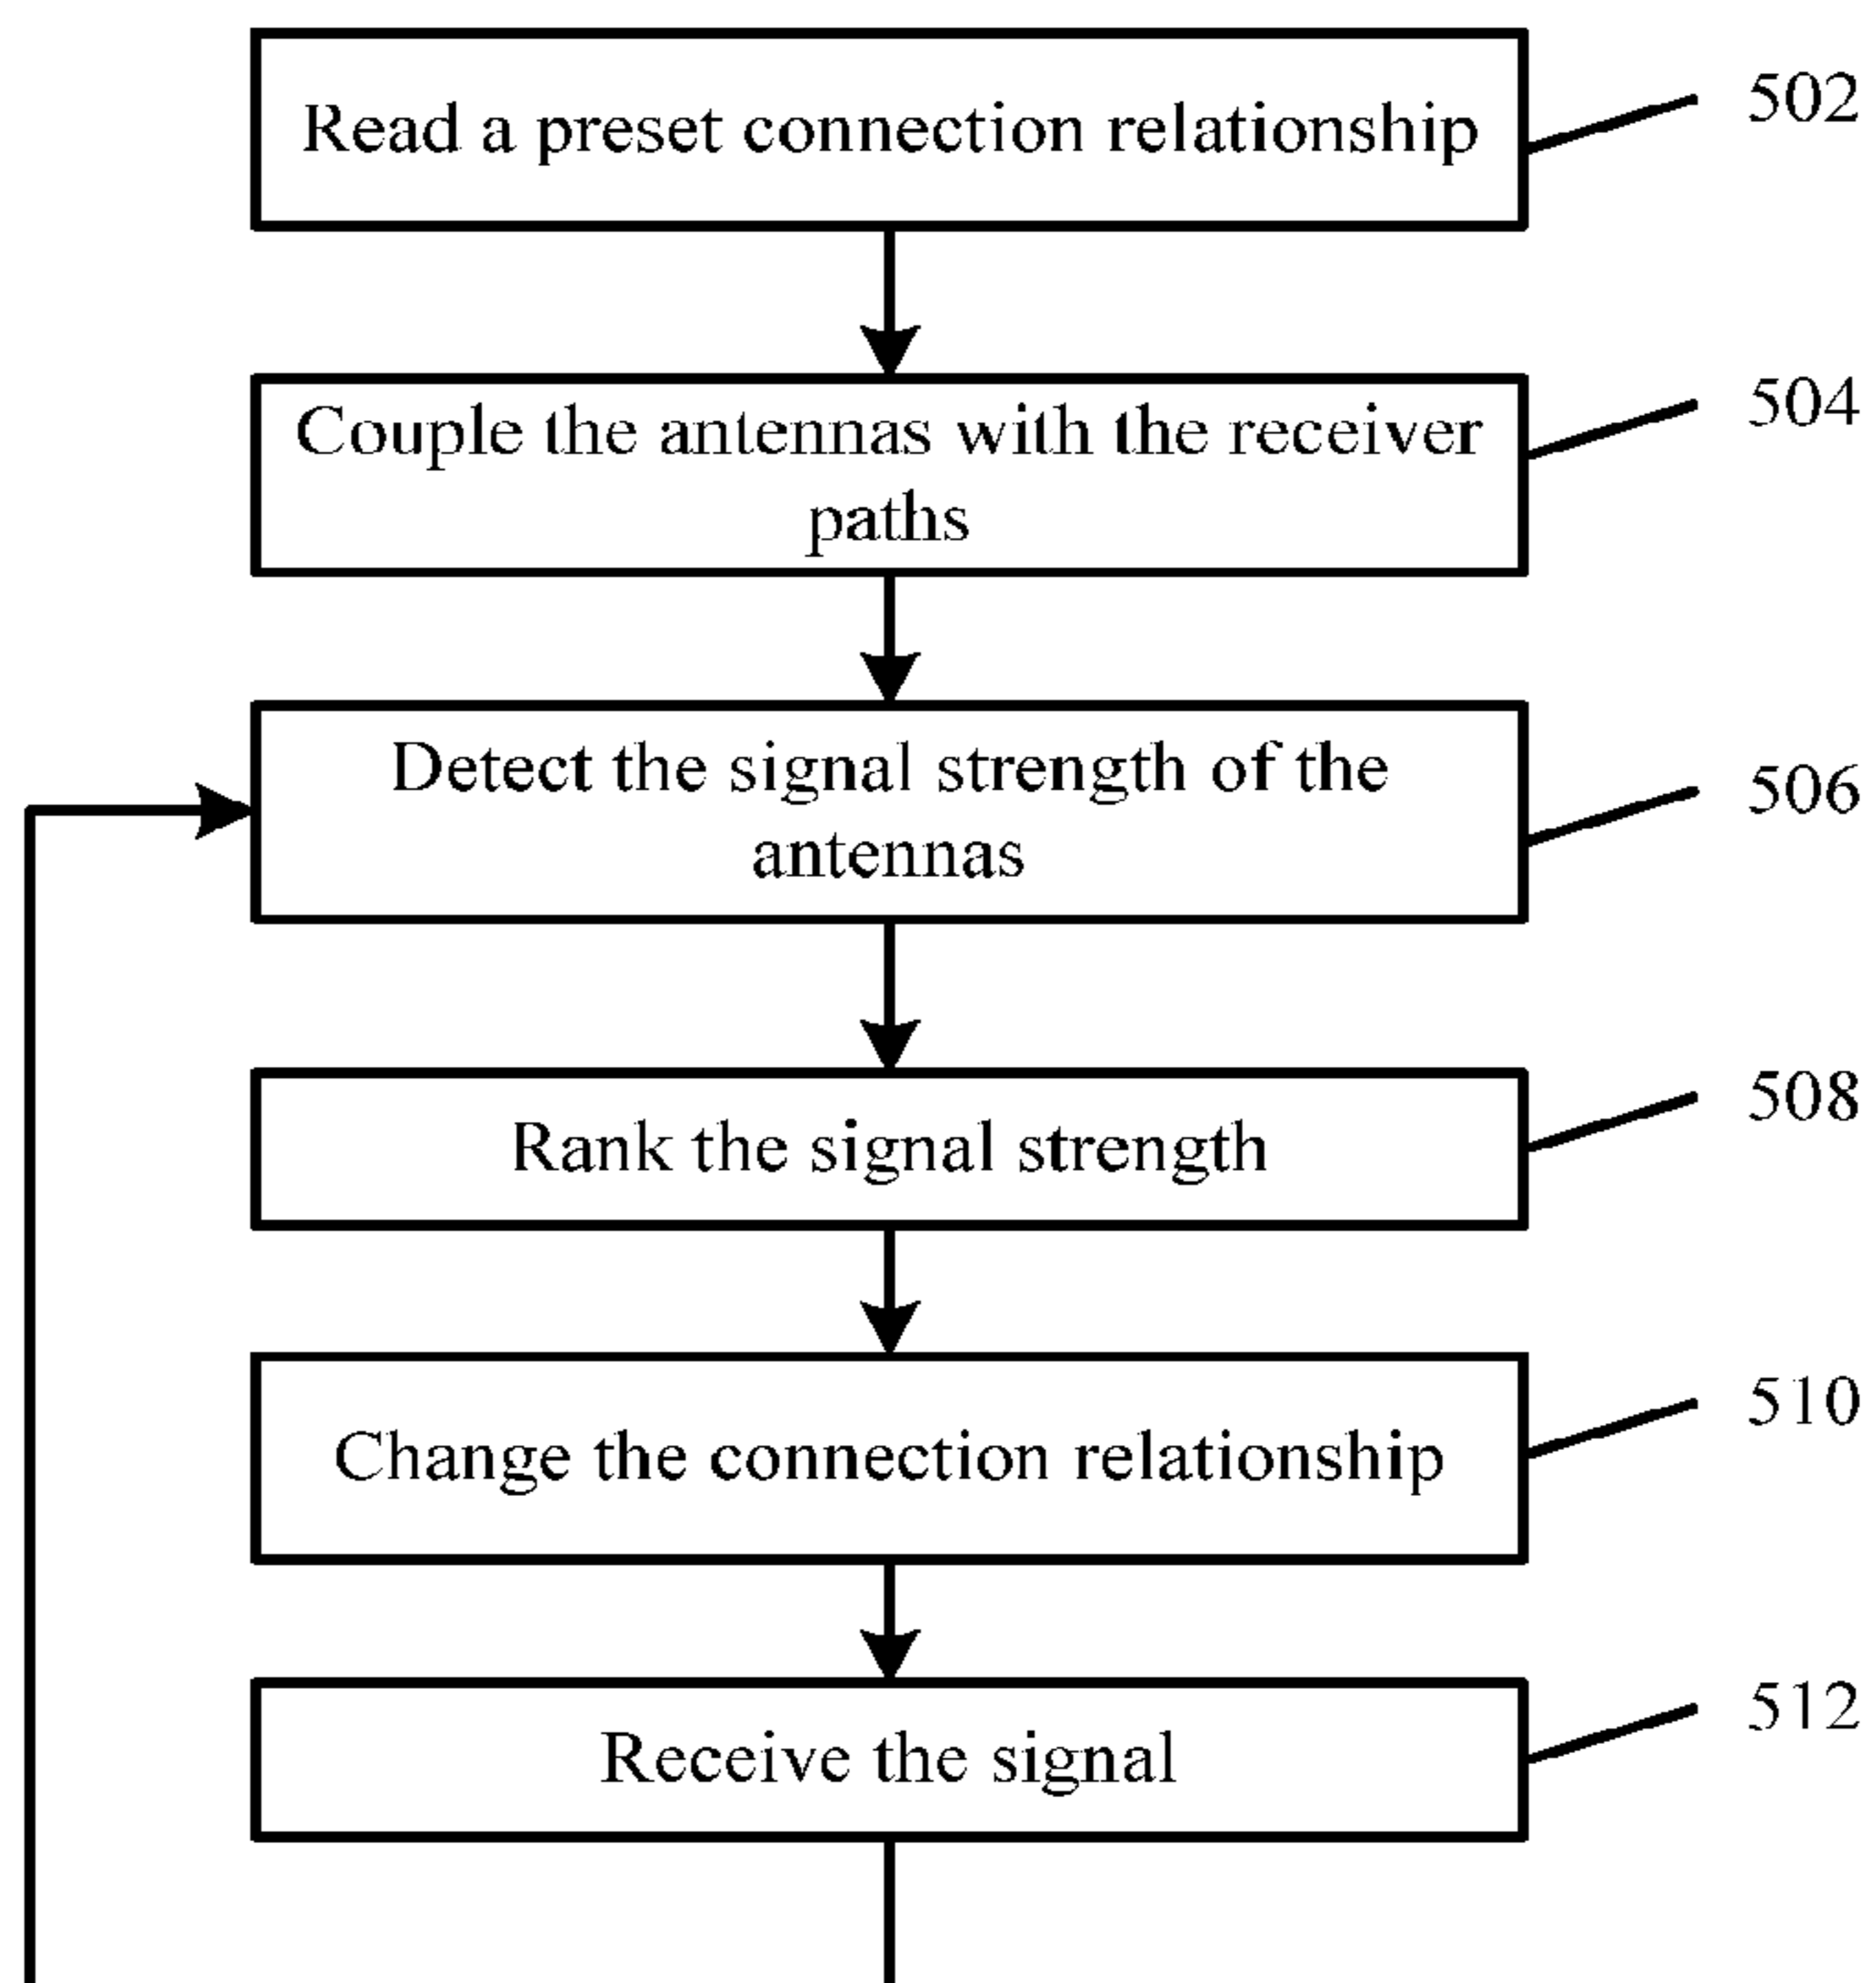 Read a preset connection relationship
502
Couple the antennas with the receiver
paths
504
Detect the signal strength of the
antennas
506
Rank the signal strength
508
Change the connection relationship
510
Receive the signal
512